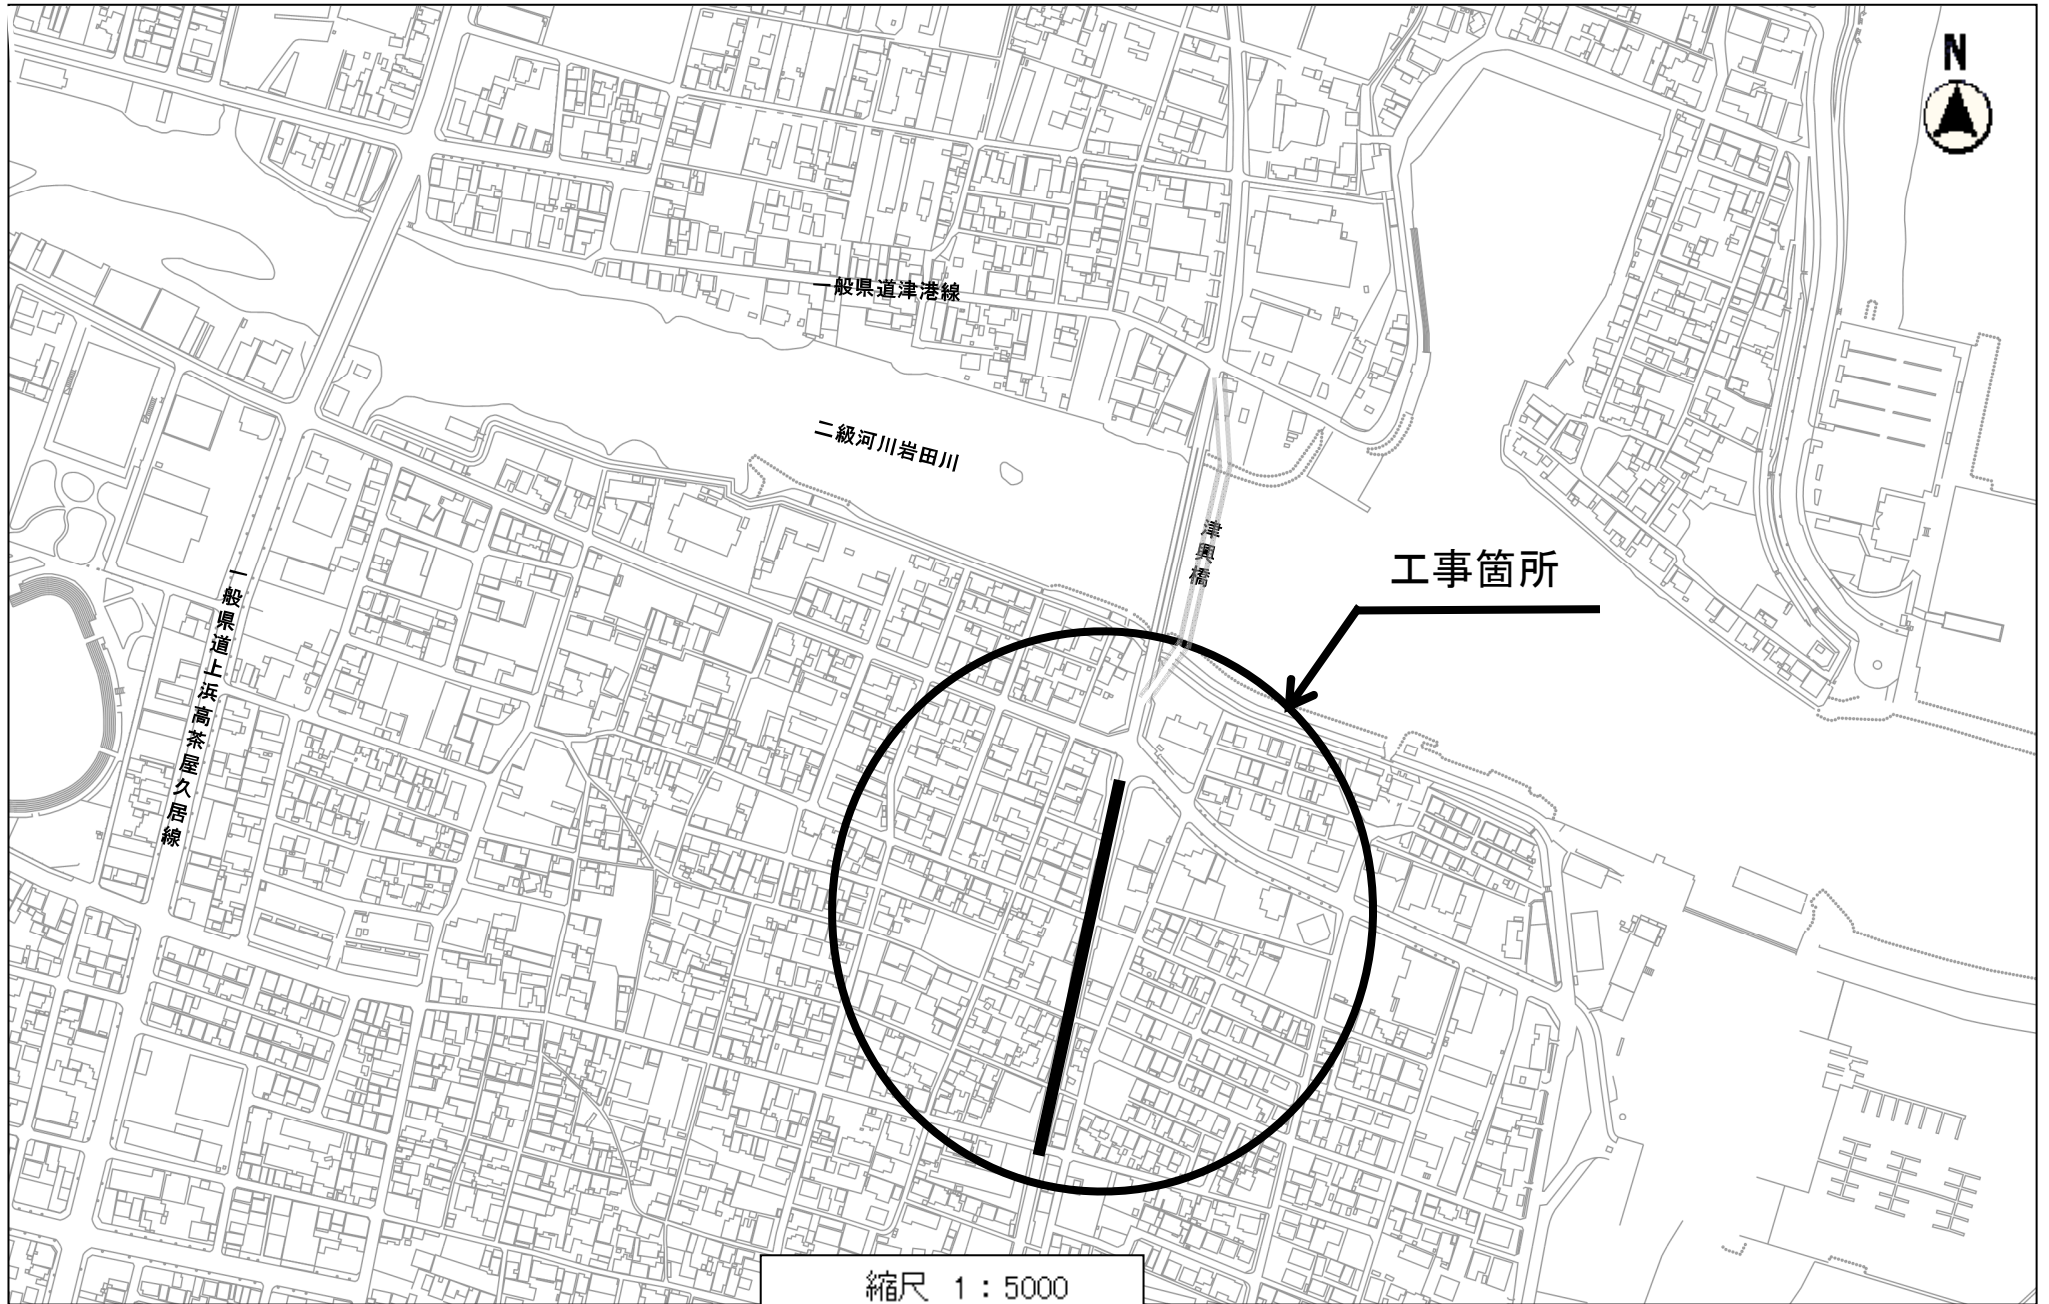 N
一般県道津港線
二級河川岩田川
津興橋
工事箇所
一般県道上浜高茶屋久居線
縮尺 1：5000